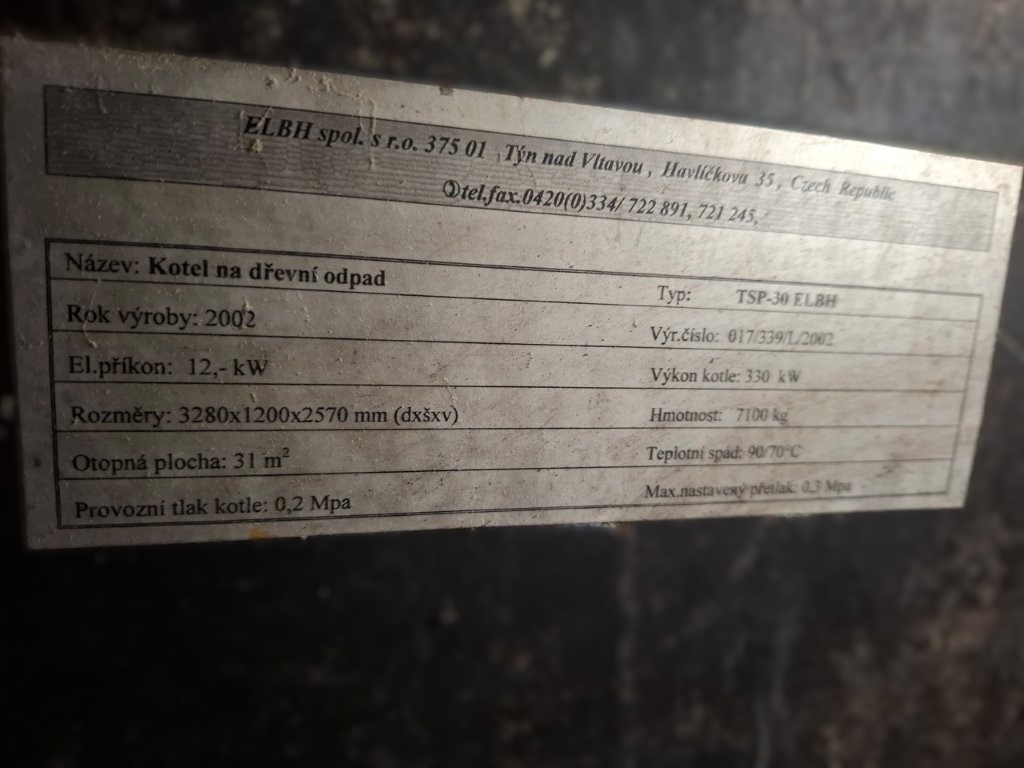 ELBH spol. s r.o. 375 01 Týn nad Vltavou, Havlíčkova 35, Czech Republic
tel.fax.0420(0)334/ 722 891, 721 245,
Název: Kotel na dřevní odpad Typ: TSP-30 ELBH
Rok výroby: 2002 Výr.číslo: 017/339/L/2002
El.příkon: 12,- kW Výkon kotle: 330 kW
Rozměry: 3280x1200x2570 mm (dxšxv) Hmotnost: 7100 kg
Otopná plocha: 31 m² Teplotní spád: 90/70°C
Provozní tlak kotle: 0,2 Mpa Max.nastavený přetlak: 0,3 Mpa